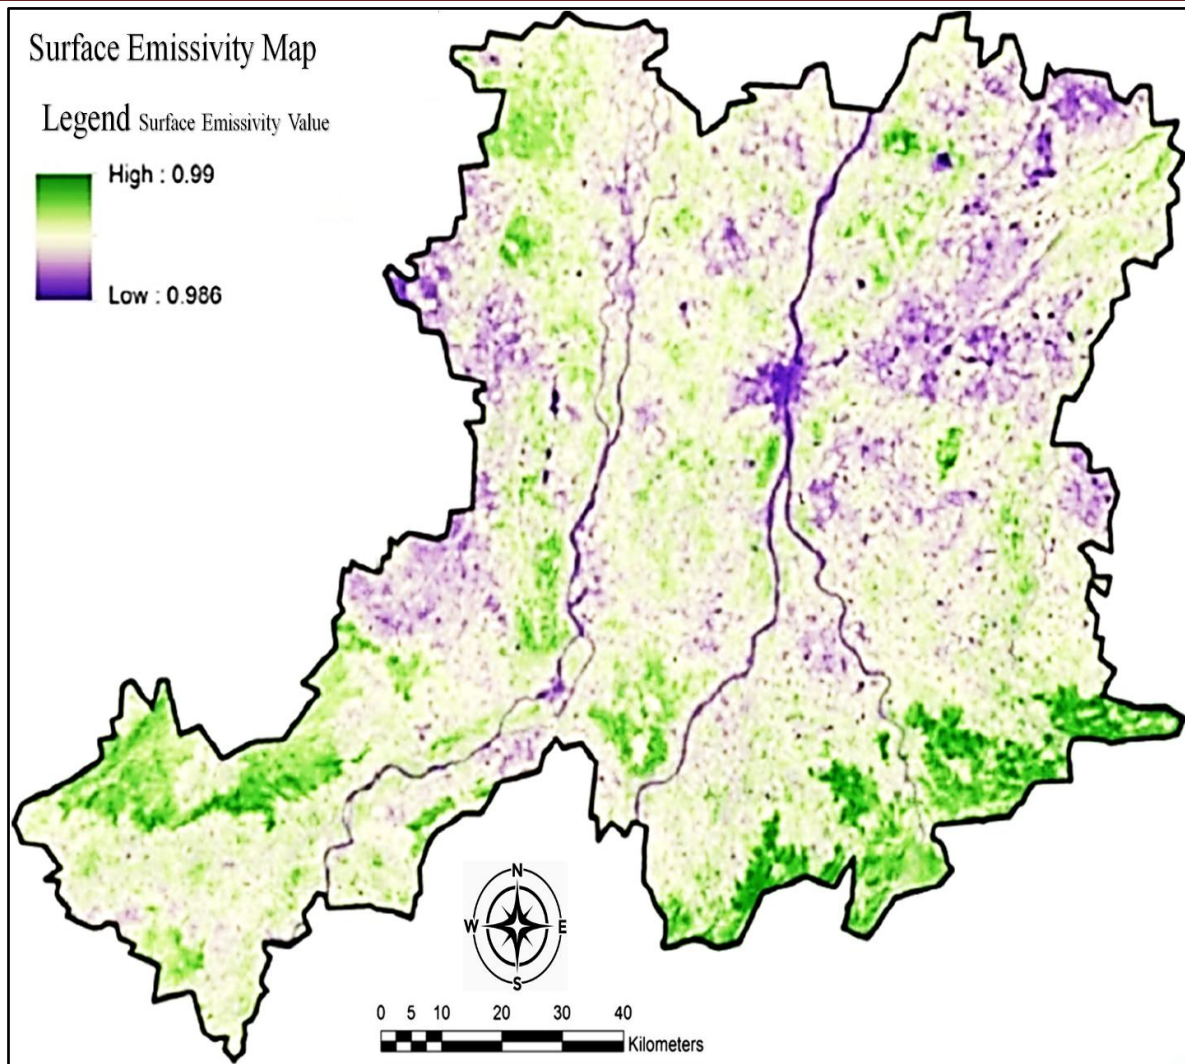 Surface Emissivity Map
Legend Surface Emissivity Value
High : 0.99
Low : 0.986
N
W E
S
0 5 10 20 30 40
Kilometers